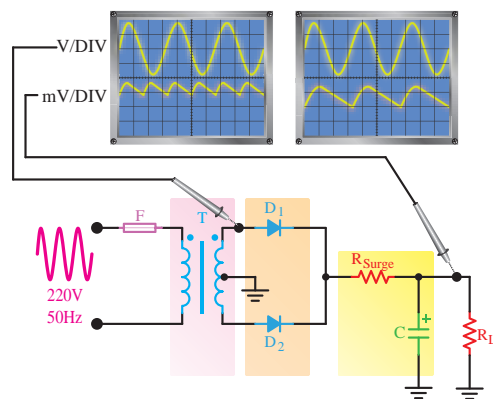 V/DIV
mV/DIV
F
T
D1
220V
50Hz
D2
RSurge
C
+
RL